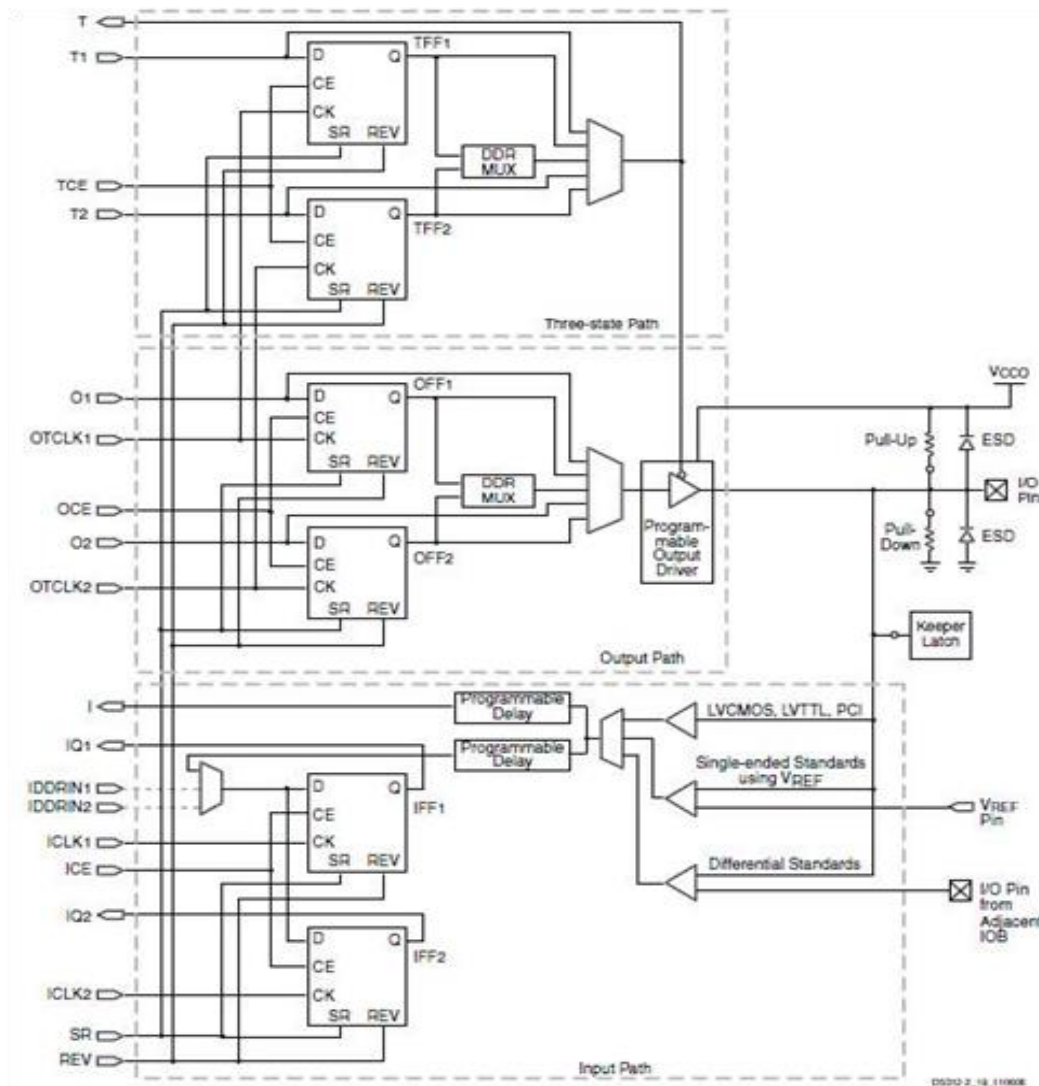 T
T1
D Q TFF1
CE
CK
SR REV
DDR
MUX
TCE
T2
D Q TFF2
CE
CK
SR REV
Three-state Path
O1
D Q OFF1
CE
OTCLK1
CK
SR REV
DDR
MUX
OCE
O2
D Q OFF2
CE
OTCLK2
CK
SR REV
Output Path
Program-
mable
Output
Driver
VCCO
Pull-Up
ESD
I/O
Pin
Pull-
Down
ESD
Keeper
Latch
I
Programmable
Delay
LVCMOS, LVTTL, PCI
IQ1
Programmable
Delay
Single-ended Standards
using VREF
IDDRIN1
IDDRIN2
D Q IFF1
CE
VREF
Pin
ICLK1
CK
ICE
SR REV
Differential Standards
I/O Pin
from
Adjacent
IOB
IQ2
D Q IFF2
CE
ICLK2
CK
SR REV
SR
REV
Input Path